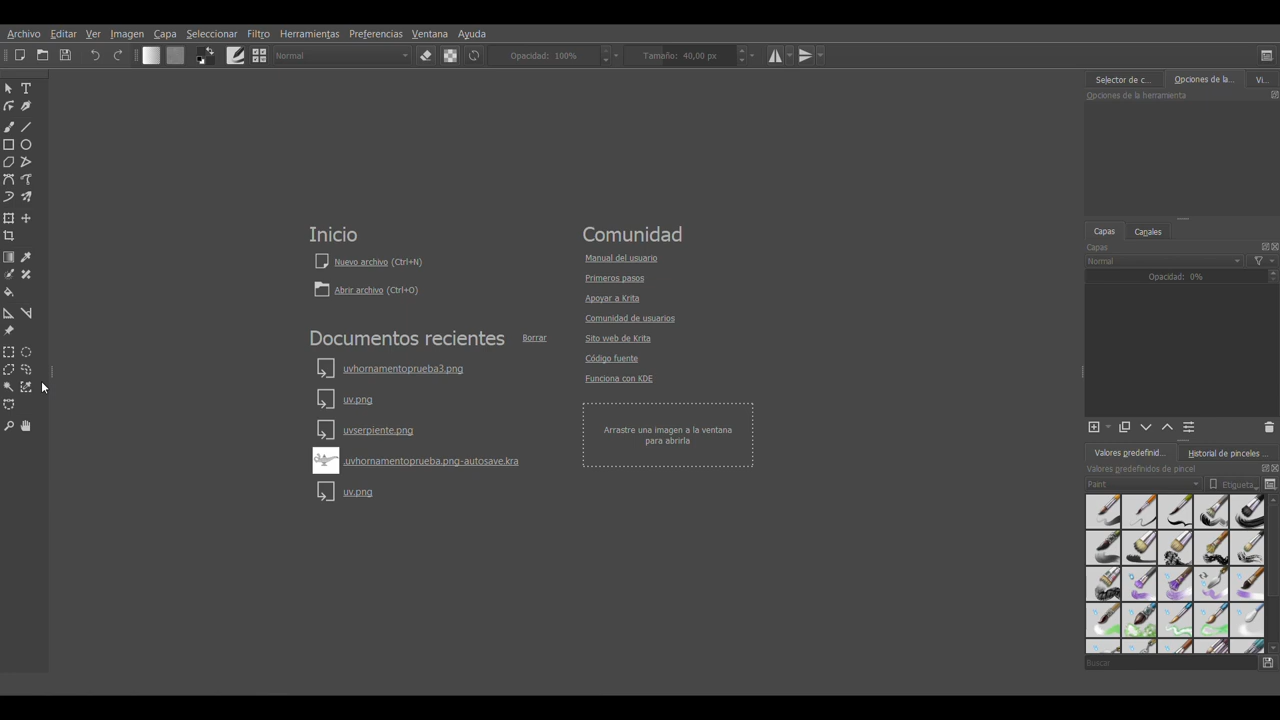 Archivo Editar Ver Imagen Capa Seleccionar Filtro Herramientas Preferencias Ventana Ayuda
Normal Opacidad: 100% Tamaño: 40,00 px
Selector de c... Opciones de la... Vi...
Opciones de la herramienta
Inicio
Nuevo archivo (Ctrl+N)
Abrir archivo (Ctrl+O)
Documentos recientes Borrar
uvhornamentoprueba3.png
uv.png
uvserpiente.png
.uvhornamentoprueba.png-autosave.kra
uv.png
Comunidad
Manual del usuario
Primeros pasos
Apoyar a Krita
Comunidad de usuarios
Sito web de Krita
Código fuente
Funciona con KDE
Arrastre una imagen a la ventana
para abrirla
Capas Canales
Capas
Normal
Opacidad: 0%
Valores predefinid... Historial de pinceles ...
Valores predefinidos de pincel
Paint Etiqueta
Buscar